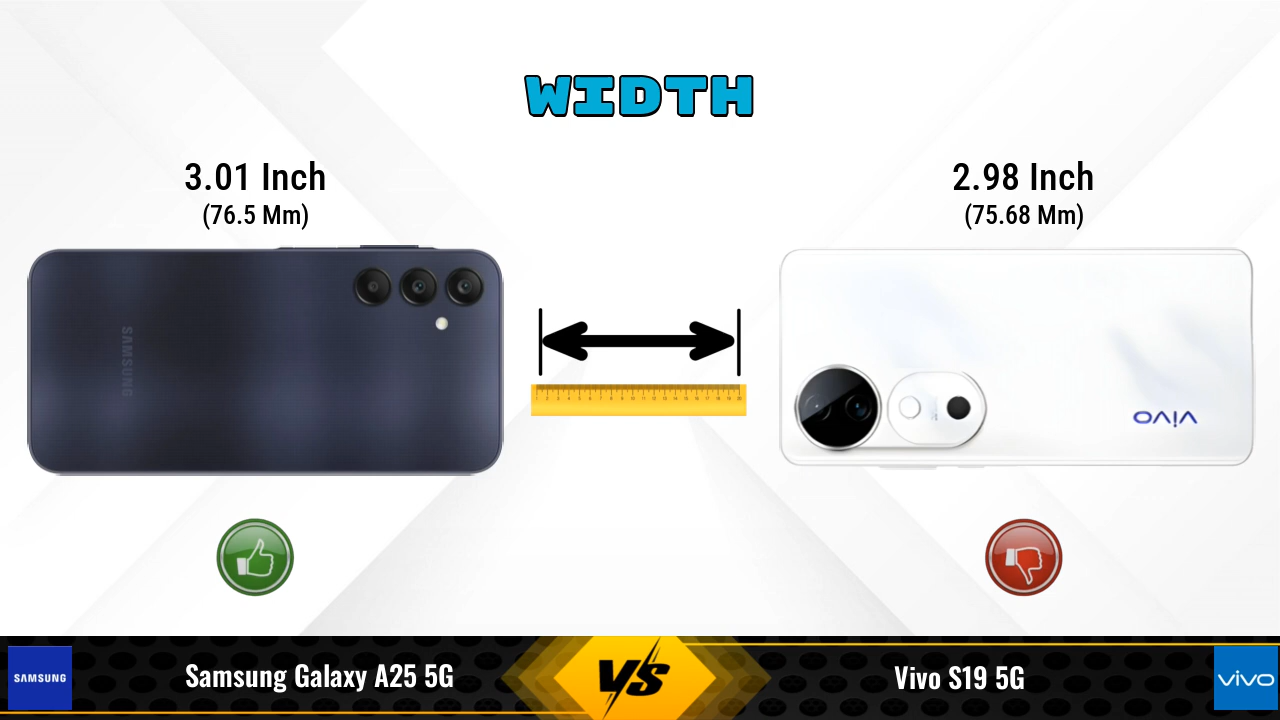 WIDTH
3.01 Inch
(76.5 Mm)
2.98 Inch
(75.68 Mm)
SAMSUNG
vivo
SAMSUNG
Samsung Galaxy A25 5G
VS
Vivo S19 5G
vivo